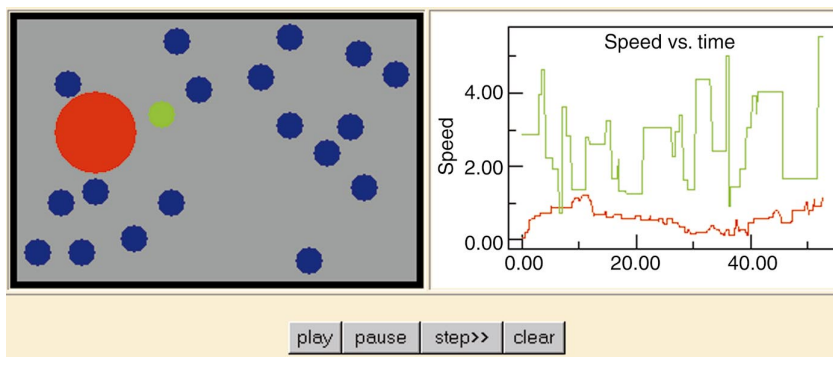 Speed vs. time
Speed
4.00
2.00
0.00
0.00 20.00 40.00
play pause step>> clear